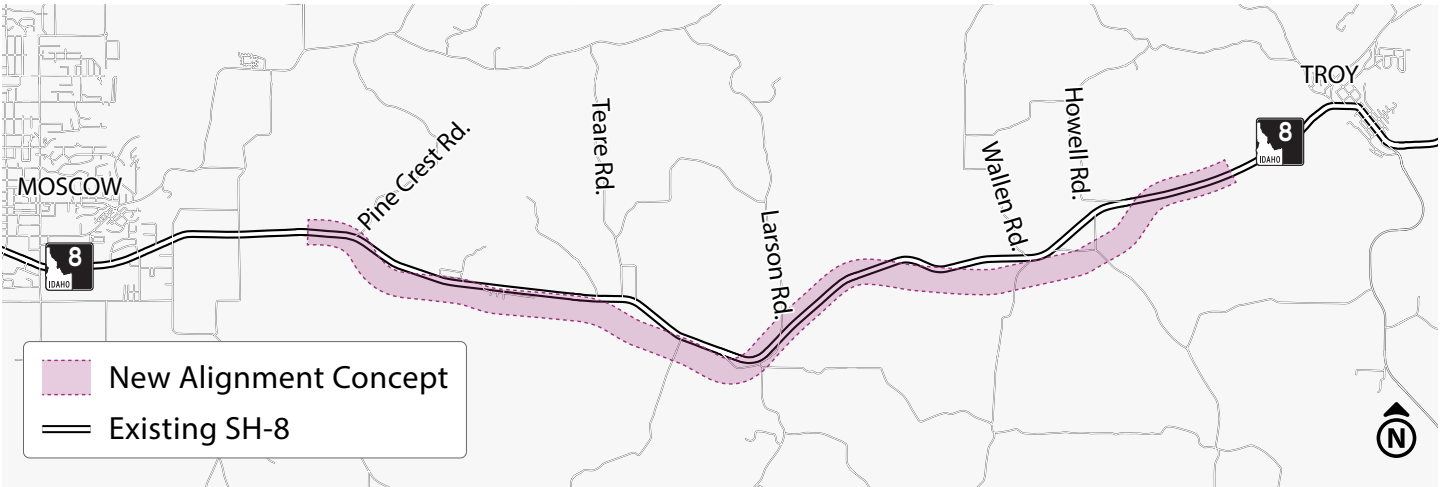 TROY
8
IDAHO
Howell Rd.
Teare Rd.
Pine Crest Rd.
Wallen Rd.
MOSCOW
Larson Rd.
8
IDAHO
New Alignment Concept
Existing SH-8
N